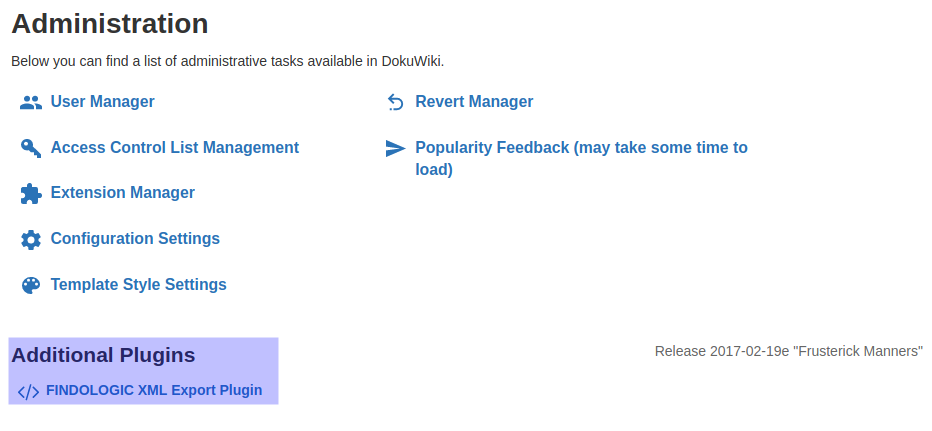 Administration
Below you can find a list of administrative tasks available in DokuWiki.
User Manager
Access Control List Management
Extension Manager
Configuration Settings
Template Style Settings
Revert Manager
Popularity Feedback (may take some time to
load)
Additional Plugins
FINDOLOGIC XML Export Plugin
Release 2017-02-19e "Frusterick Manners"